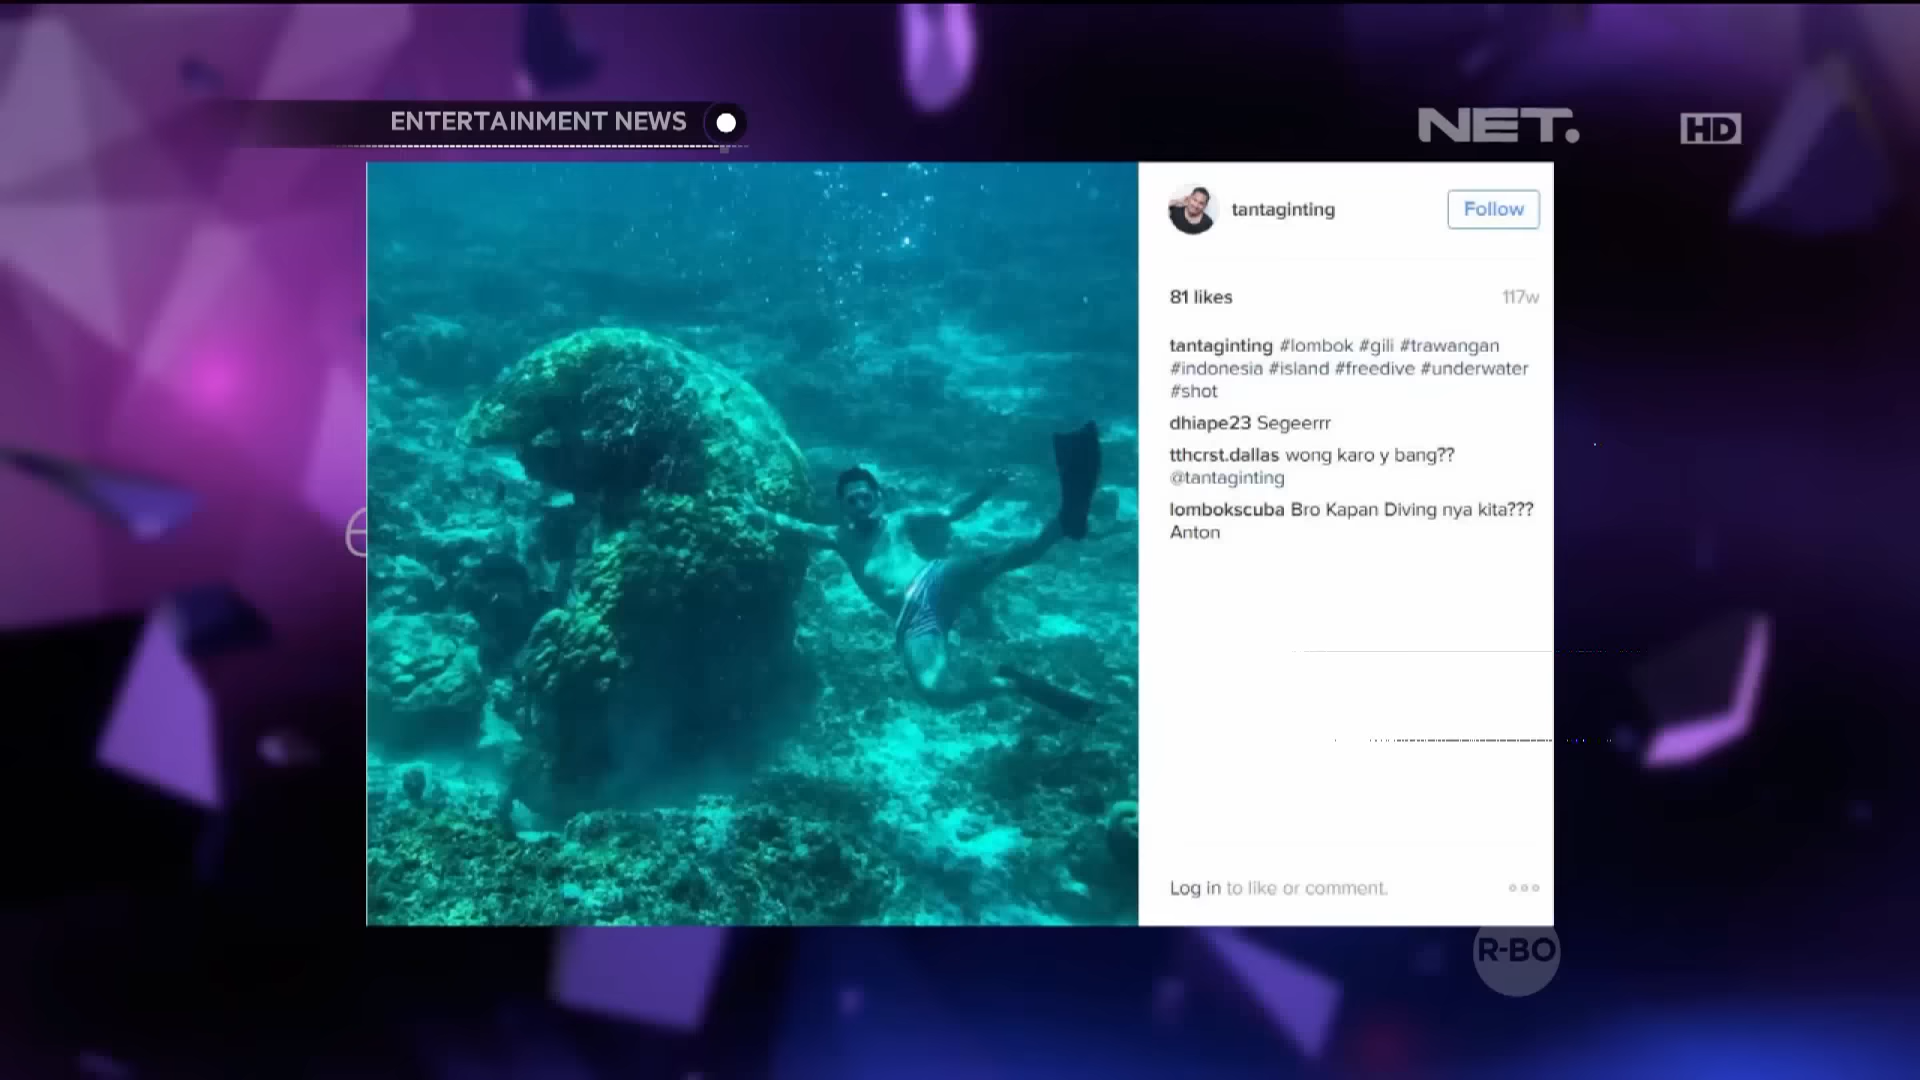 ENTERTAINMENT NEWS
NET.
HD
tantaginting
Follow
81 likes
117w
tantaginting #lombok #gili #trawangan
#indonesia #island #freedive #underwater
#shot
dhiape23 Segeerrr
tthcrst.dallas wong karo y bang??
@tantaginting
lombokscuba Bro Kapan Diving nya kita???
Anton
Log in to like or comment.
R-BO